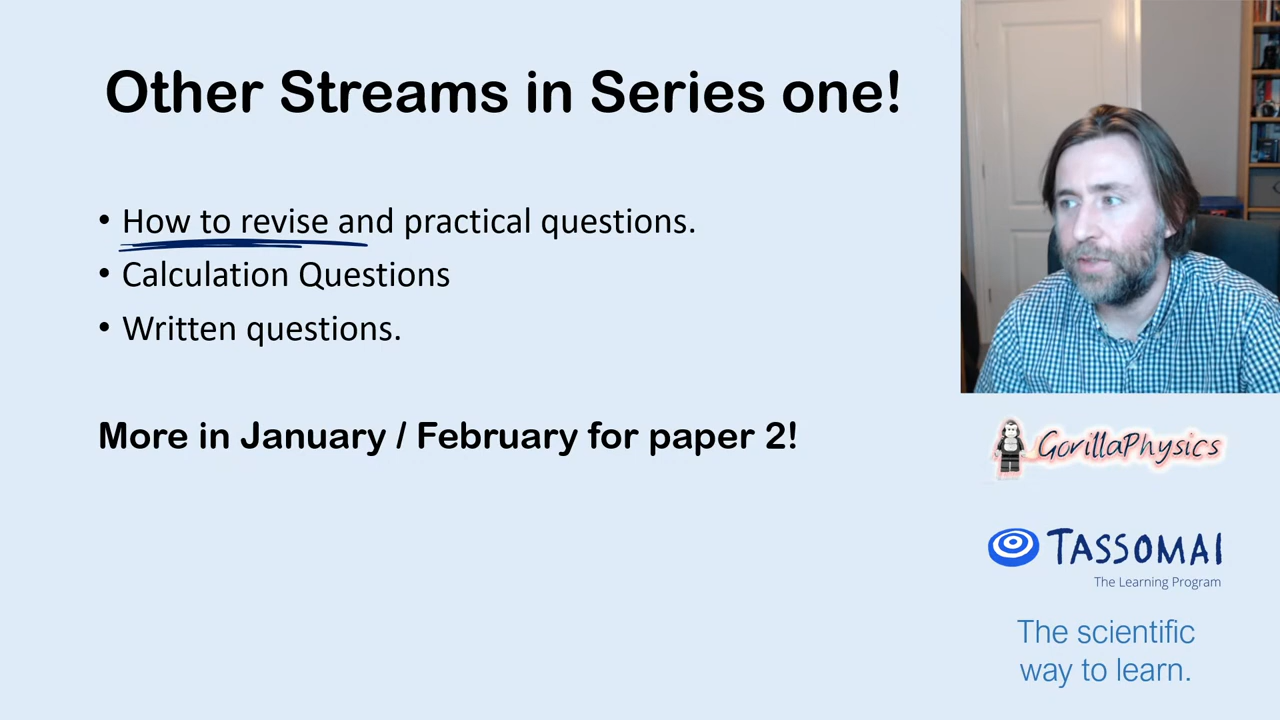 Other Streams in Series one!
• How to revise and practical questions.
• Calculation Questions
• Written questions.
More in January / February for paper 2!
GorillaPhysics
TASSOMAI
The Learning Program
The scientific
way to learn.